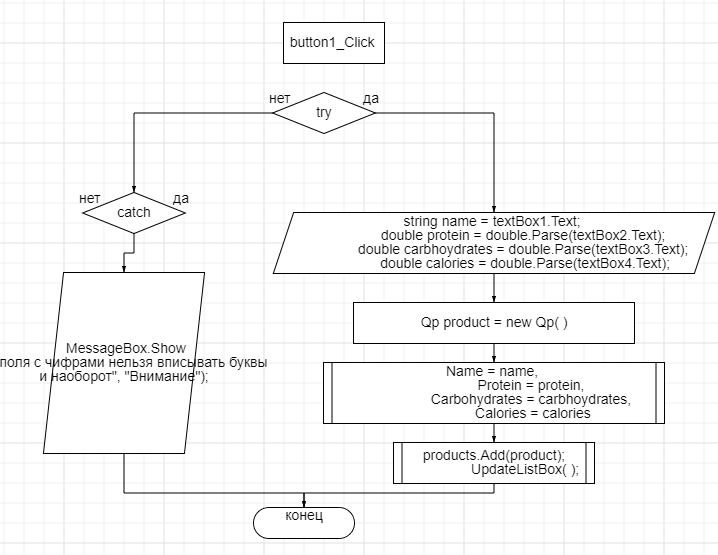 button1_Click
нет
да
try
нет
да
catch
string name = textBox1.Text;
double protein = double.Parse(textBox2.Text);
double carbhoydrates = double.Parse(textBox3.Text);
double calories = double.Parse(textBox4.Text);
Qp product = new Qp( )
MessageBox.Show
поля с чифрами нельзя вписывать буквы
и наоборот", "Внимание");
Name = name,
Protein = protein,
Carbohydrates = carbhoydrates,
Calories = calories
products.Add(product);
UpdateListBox( );
конец